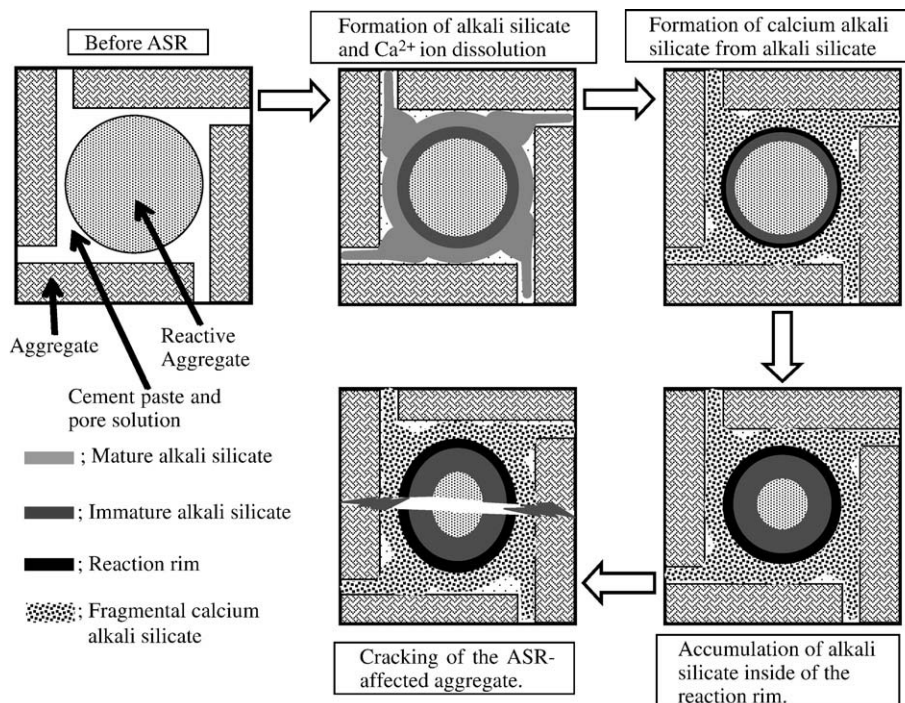 Before ASR
Formation of alkali silicate
and Ca²⁺ ion dissolution
Formation of calcium alkali
silicate from alkali silicate
Aggregate
Reactive
Aggregate
Cement paste and
pore solution
; Mature alkali silicate
; Immature alkali silicate
; Reaction rim
; Fragmental calcium
alkali silicate
Cracking of the ASR-
affected aggregate.
Accumulation of alkali
silicate inside of the
reaction rim.